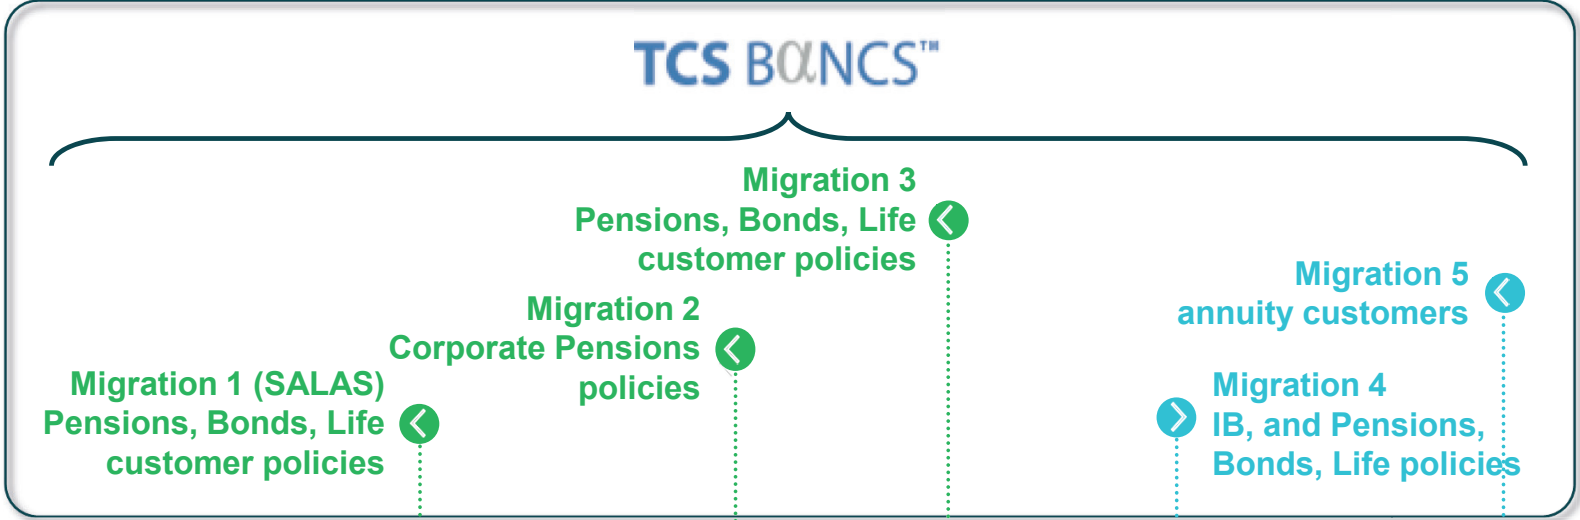 TCS BαNCS™
Migration 3
Pensions, Bonds, Life
customer policies
Migration 5
annuity customers
Migration 2
Corporate Pensions
policies
Migration 1 (SALAS)
Pensions, Bonds, Life
customer policies
Migration 4
IB, and Pensions,
Bonds, Life policies